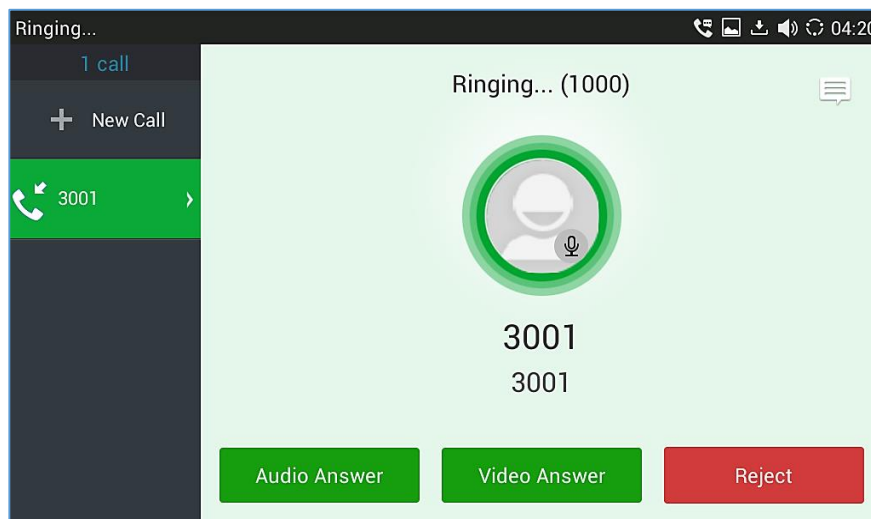 Ringing...
04:20
1 call
New Call
3001
Ringing... (1000)
3001
3001
Audio Answer
Video Answer
Reject